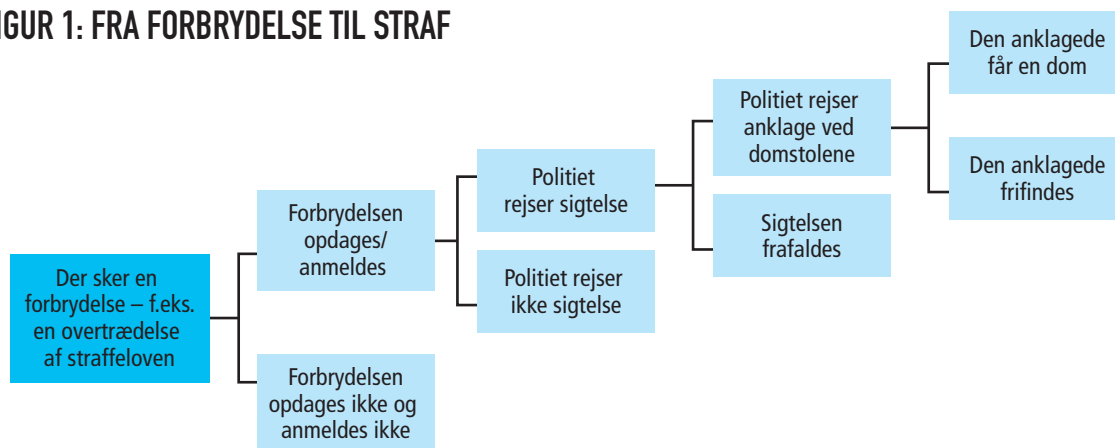 IGUR 1: FRA FORBRYDELSE TIL STRAF
Der sker en
forbrydelse – f.eks.
en overtrædelse
af straffeloven
Forbrydelsen
opdages/
anmeldes
Forbrydelsen
opdages ikke og
anmeldes ikke
Politiet
rejser sigtelse
Politiet rejser
ikke sigtelse
Politiet rejser
anklage ved
domstolene
Sigtelsen
frafaldes
Den anklagede
får en dom
Den anklagede
frifindes